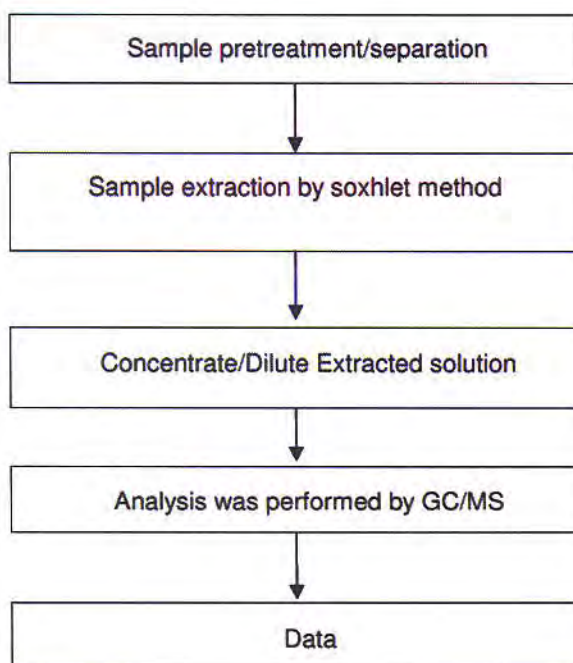 Sample pretreatment/separation
Sample extraction by soxhlet method
Concentrate/Dilute Extracted solution
Analysis was performed by GC/MS
Data